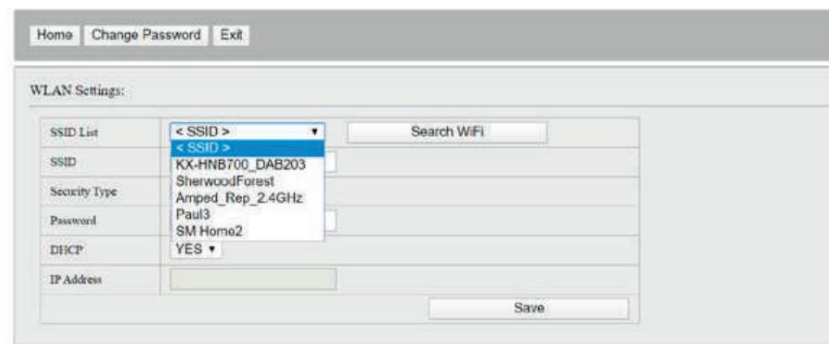 Home Change Password Exit
WLAN Settings:
SSID List < SSID > Search WiFi
< SSID >
SSID KX-HNB700_DAB203
SherwoodForest
Security Type Amped_Rep_2.4GHz
Password Paul3
SM Home2
DHCP YES
IP Address
Save